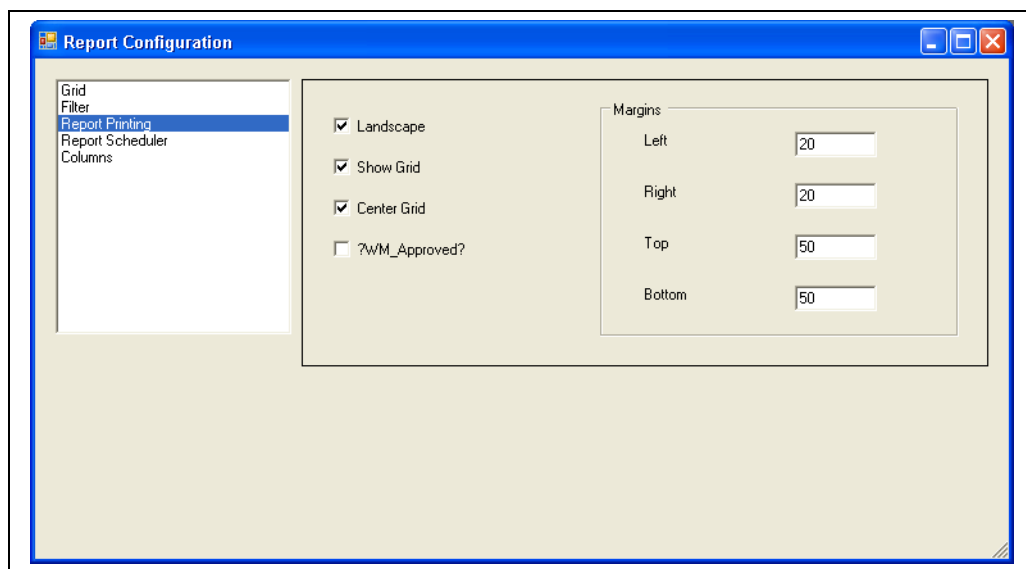 Report Configuration
Grid
Filter
Report Printing
Report Scheduler
Columns
Landscape
Show Grid
Center Grid
?WM_Approved?
Margins
Left 20
Right 20
Top 50
Bottom 50